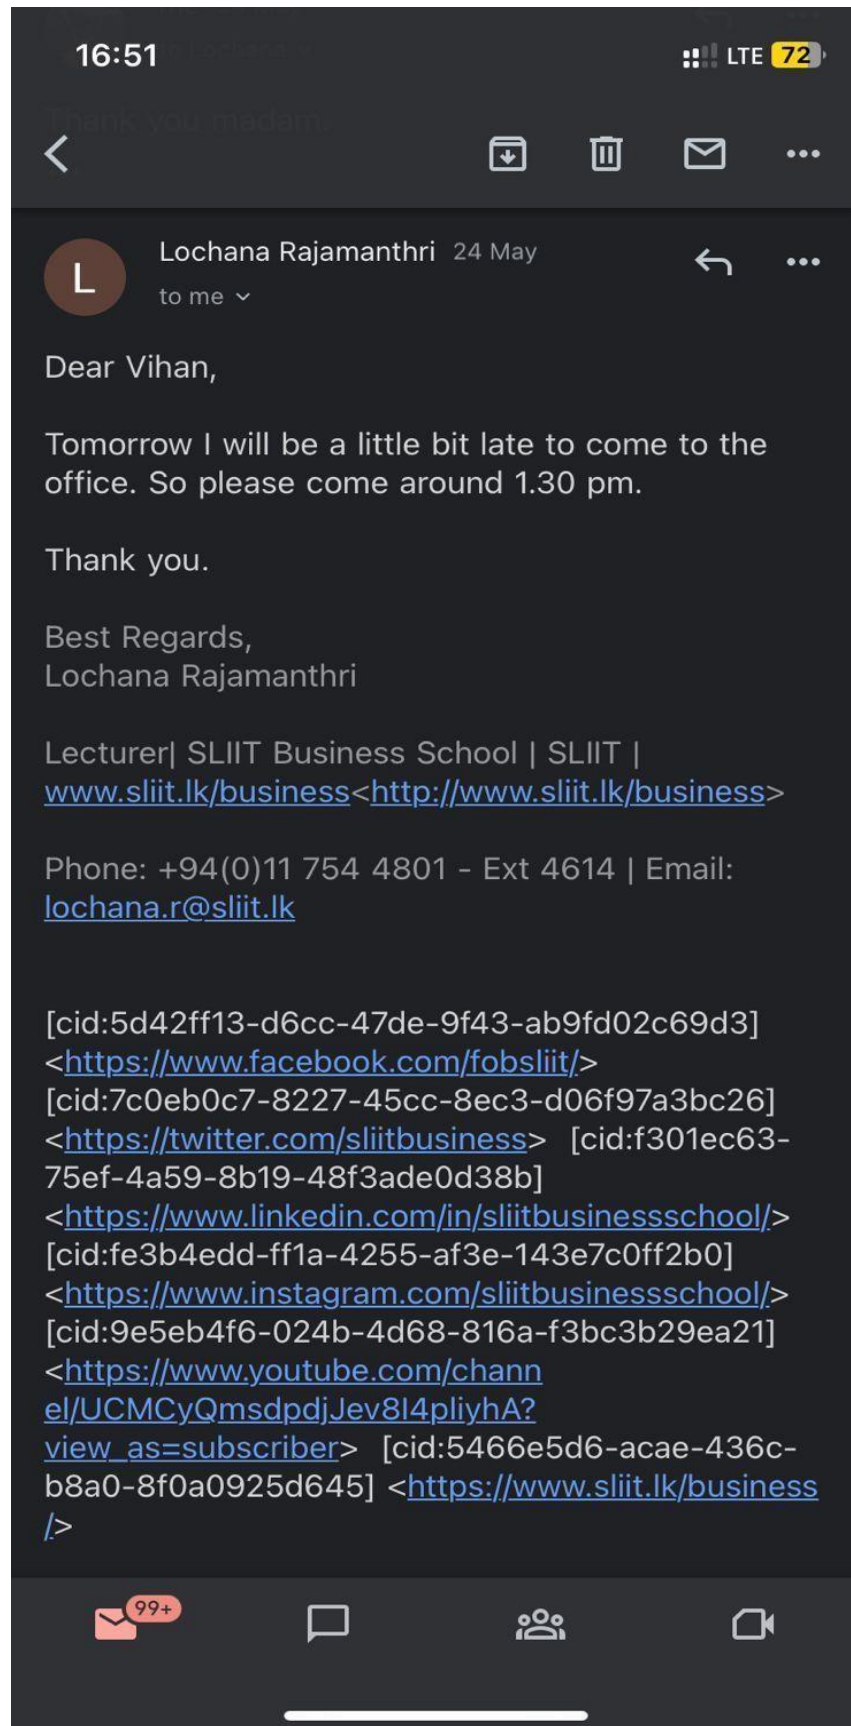 16:51
LTE 72
Thank you madam.
Lochana Rajamanthri 24 May
L
to me
Dear Vihan,
Tomorrow I will be a little bit late to come to the
office. So please come around 1.30 pm.
Thank you.
Best Regards,
Lochana Rajamanthri
Lecturer| SLIIT Business School | SLIIT |
www.sliit.lk/business<http://www.sliit.lk/business>
Phone: +94(0)11 754 4801 - Ext 4614 | Email:
lochana.r@sliit.lk
[cid:5d42ff13-d6cc-47de-9f43-ab9fd02c69d3]
<https://www.facebook.com/fobsliit/>
[cid:7c0eb0c7-8227-45cc-8ec3-d06f97a3bc26]
<https://twitter.com/sliitbusiness> [cid:f301ec63-
75ef-4a59-8b19-48f3ade0d38b]
<https://www.linkedin.com/in/sliitbusinessschool/>
[cid:fe3b4edd-ff1a-4255-af3e-143e7c0ff2b0]
<https://www.instagram.com/sliitbusinessschool/>
[cid:9e5eb4f6-024b-4d68-816a-f3bc3b29ea21]
<https://www.youtube.com/chann
el/UCMCyQmsdpdjJev8I4pliyhA?
view_as=subscriber> [cid:5466e5d6-acae-436c-
b8a0-8f0a0925d645] <https://www.sliit.lk/business
/>
99+